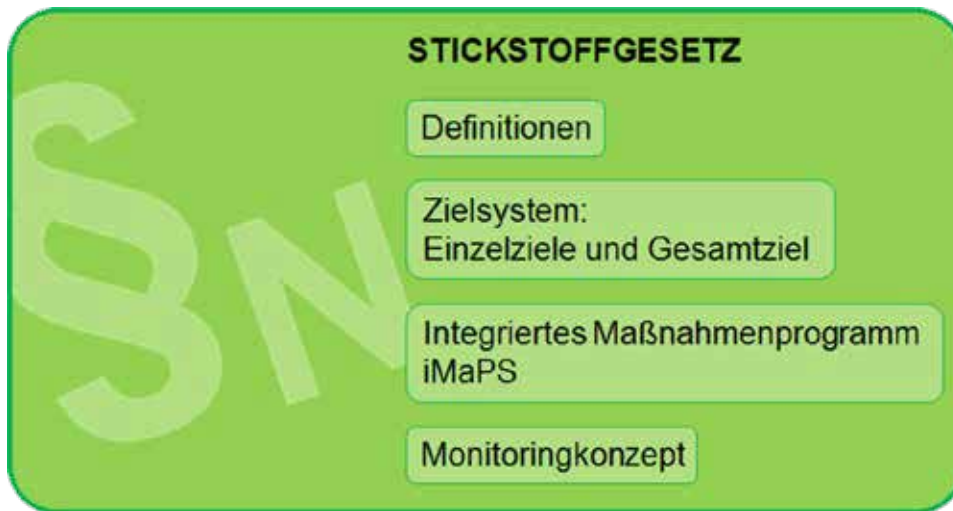 §N
STICKSTOFFGESETZ
Definitionen
Zielsystem:
Einzelziele und Gesamtziel
Integriertes Maßnahmenprogramm
iMaPS
Monitoringkonzept